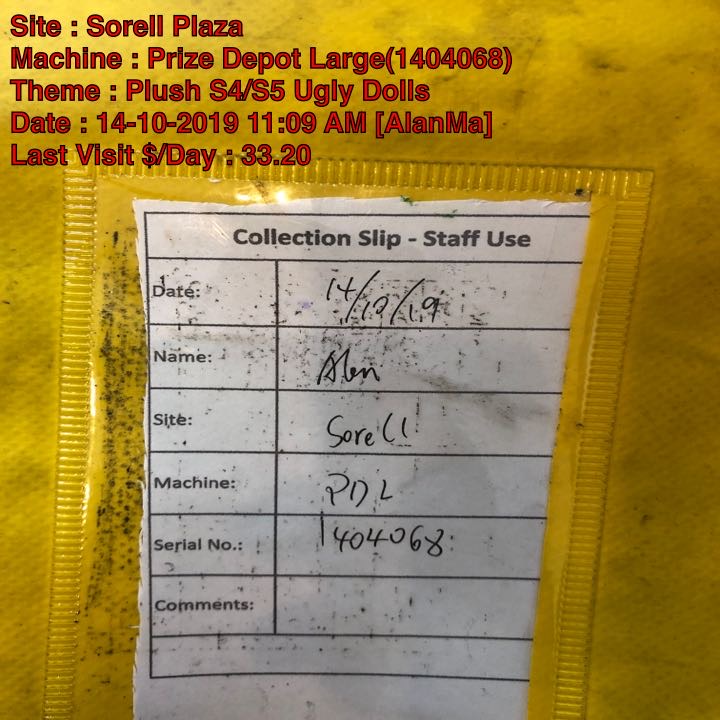 Site : Sorell Plaza
Machine : Prize Depot Large(1404068)
Theme : Plush S4/S5 Ugly Dolls
Date : 14-10-2019 11:09 AM [AlanMa]
Last Visit $/Day : 33.20
Collection Slip - Staff Use
Date: 14/10/19
Name: Alan
Site: Sorell
Machine: PDL
Serial No.: 1404068
Comments: